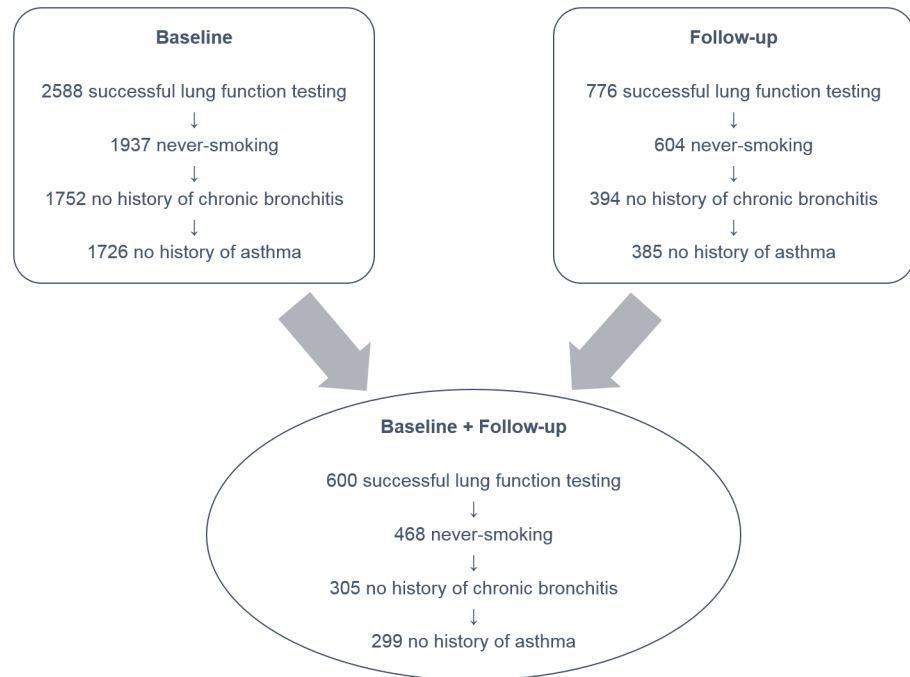 Baseline
2588 successful lung function testing
↓
1937 never-smoking
↓
1752 no history of chronic bronchitis
↓
1726 no history of asthma
Follow-up
776 successful lung function testing
↓
604 never-smoking
↓
394 no history of chronic bronchitis
↓
385 no history of asthma
Baseline + Follow-up
600 successful lung function testing
↓
468 never-smoking
↓
305 no history of chronic bronchitis
↓
299 no history of asthma